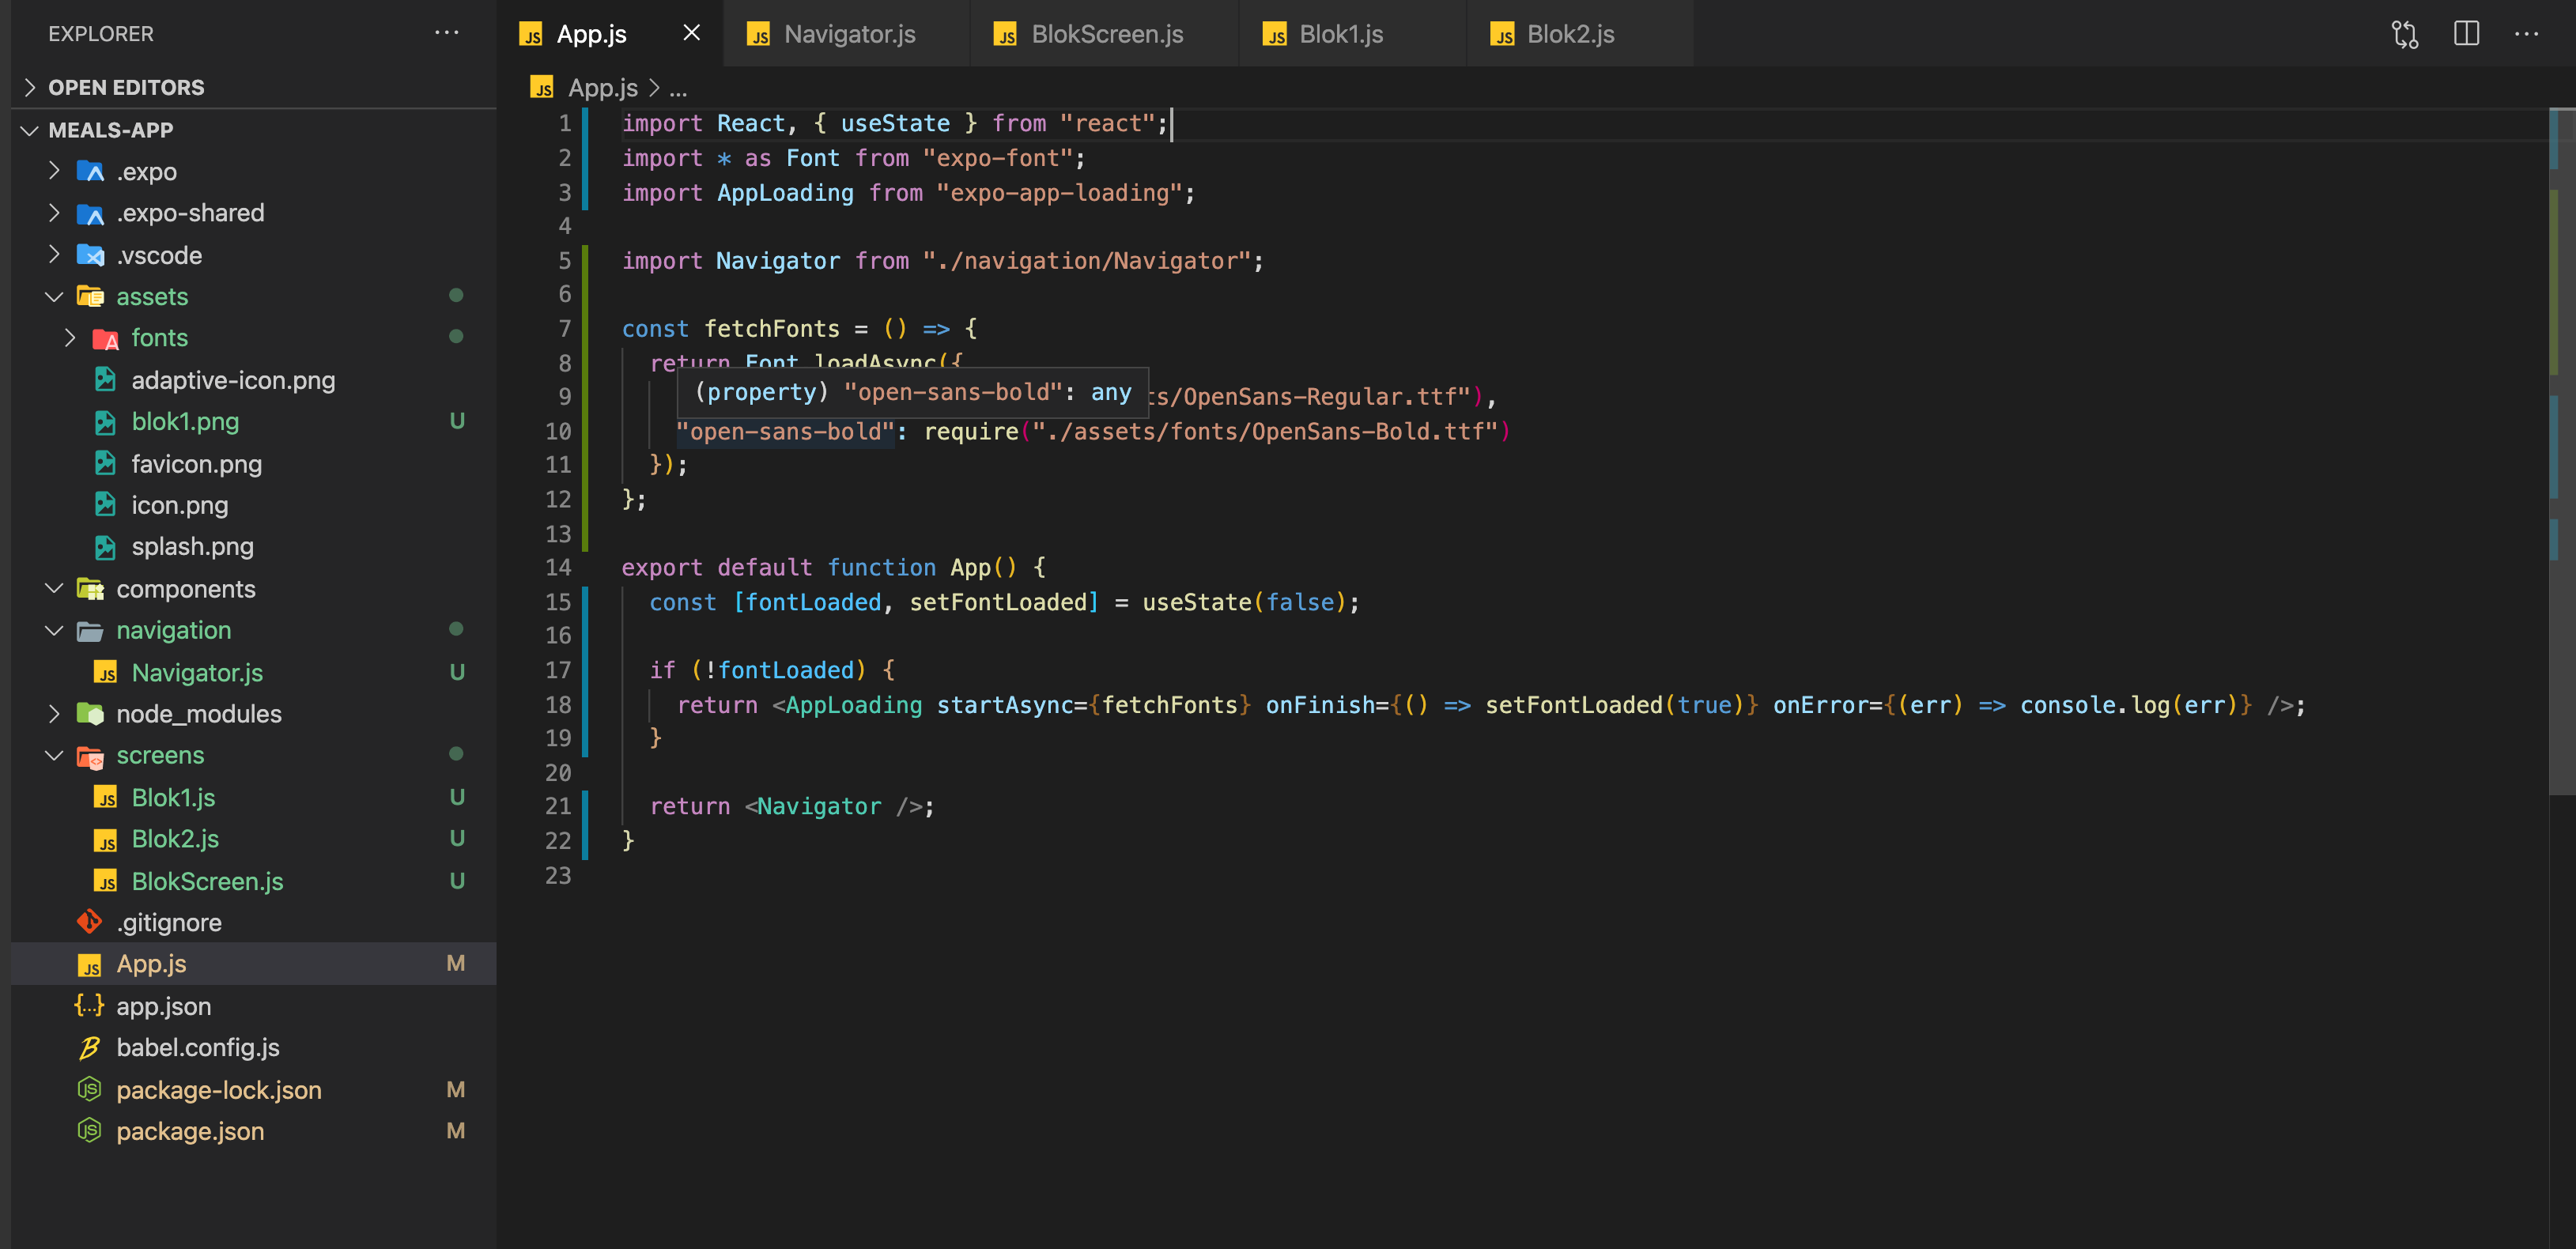 EXPLORER
OPEN EDITORS
MEALS-APP
.expo
.expo-shared
.vscode
assets
fonts
adaptive-icon.png
blok1.png U
favicon.png
icon.png
splash.png
components
navigation
Navigator.js U
node_modules
screens
Blok1.js U
Blok2.js U
BlokScreen.js U
.gitignore
App.js M
app.json
babel.config.js
package-lock.json M
package.json M
JS App.js JS Navigator.js JS BlokScreen.js JS Blok1.js JS Blok2.js
JS App.js > ...
1 import React, { useState } from "react";
2 import * as Font from "expo-font";
3 import AppLoading from "expo-app-loading";
4
5 import Navigator from "./navigation/Navigator";
6
7 const fetchFonts = () => {
8 return Font.loadAsync({
(property) "open-sans-bold": any
9 ts/OpenSans-Regular.ttf"),
10 "open-sans-bold": require("./assets/fonts/OpenSans-Bold.ttf")
11 });
12 };
13
14 export default function App() {
15 const [fontLoaded, setFontLoaded] = useState(false);
16
17 if (!fontLoaded) {
18 return <AppLoading startAsync={fetchFonts} onFinish={() => setFontLoaded(true)} onError={(err) => console.log(err)} />;
19 }
20
21 return <Navigator />;
22 }
23